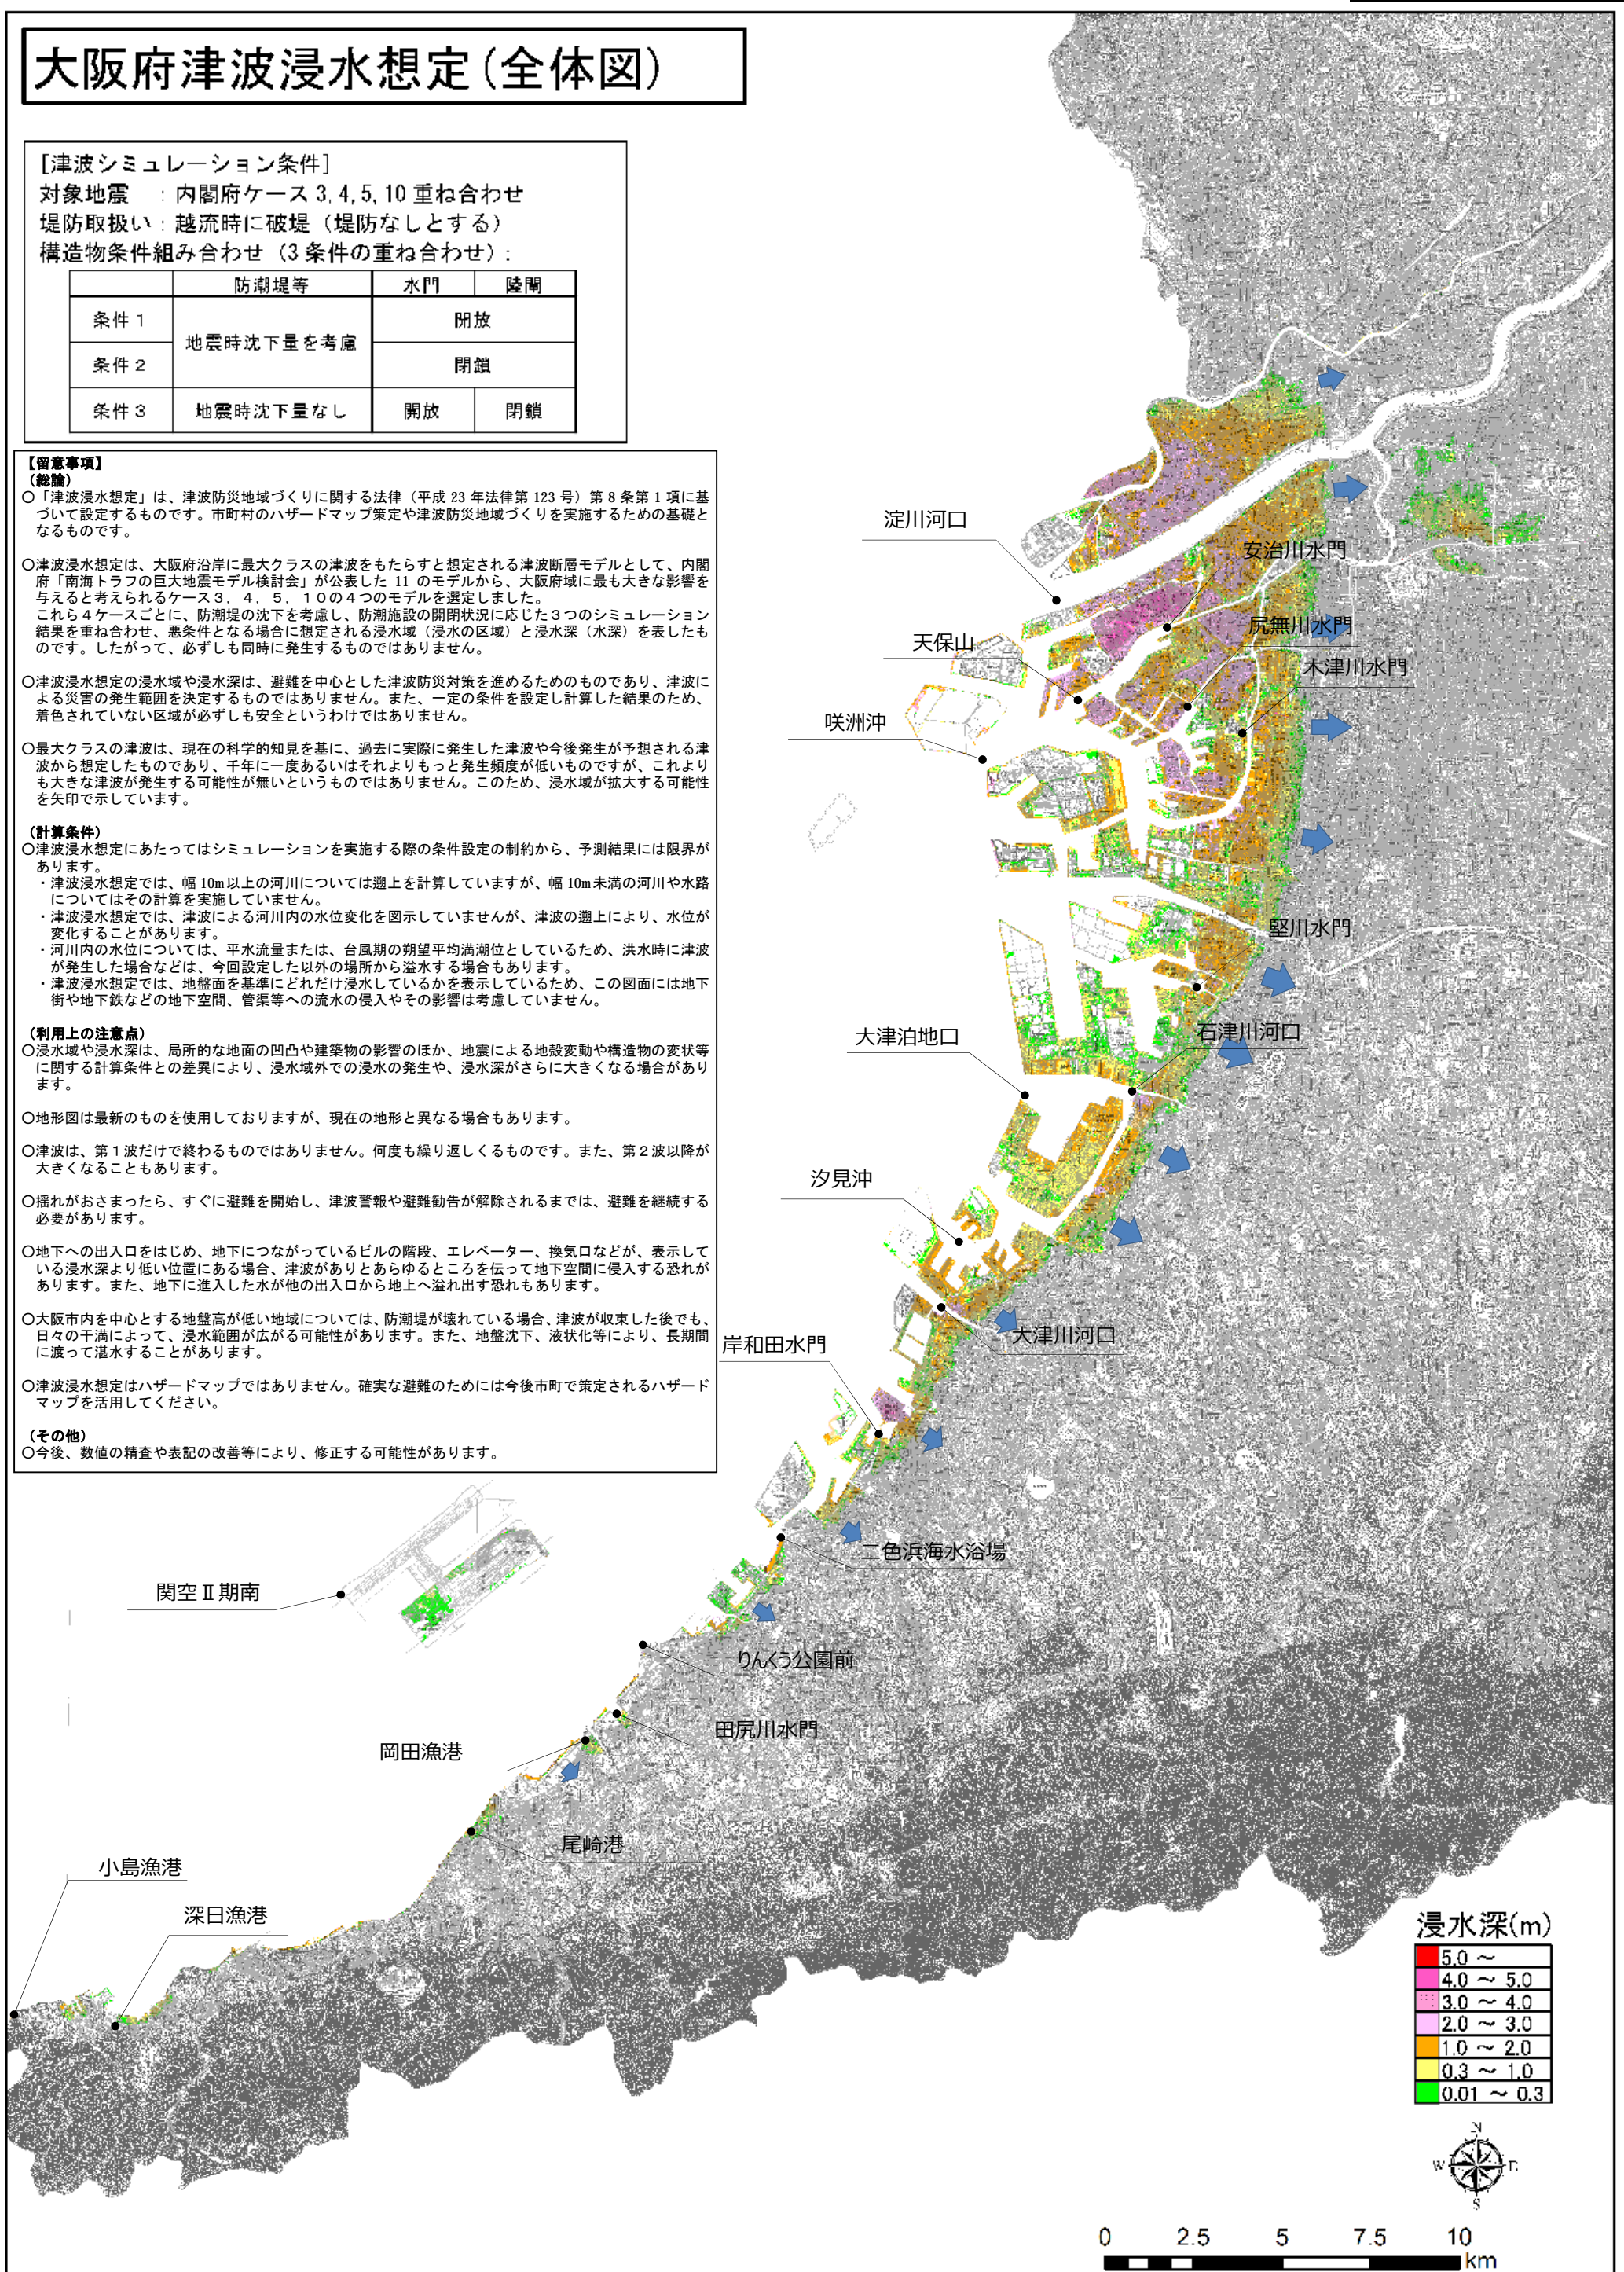 大阪府津波浸水想定(全体図)
[津波シミュレーション条件]
対象地震 : 内閣府ケース 3, 4, 5, 10 重ね合わせ
堤防取扱い : 越流時に破堤（堤防なしとする）
構造物条件組み合わせ（3 条件の重ね合わせ）:
防潮堤等 水門 陸閘
条件 1 地震時沈下量を考慮 開放
条件 2 閉鎖
条件 3 地震時沈下量なし 開放 閉鎖
【留意事項】
（総論）
○「津波浸水想定」は、津波防災地域づくりに関する法律（平成 23 年法律第 123 号）第 8 条第 1 項に基
づいて設定するものです。市町村のハザードマップ策定や津波防災地域づくりを実施するための基礎と
なるものです。
○津波浸水想定は、大阪府沿岸に最大クラスの津波をもたらすと想定される津波断層モデルとして、内閣
府「南海トラフの巨大地震モデル検討会」が公表した 11 のモデルから、大阪府域に最も大きな影響を
与えると考えられるケース３，４，５，１０の４つのモデルを選定しました。
これら４ケースごとに、防潮堤の沈下を考慮し、防潮施設の開閉状況に応じた３つのシミュレーション
結果を重ね合わせ、悪条件となる場合に想定される浸水域（浸水の区域）と浸水深（水深）を表したも
のです。したがって、必ずしも同時に発生するものではありません。
○津波浸水想定の浸水域や浸水深は、避難を中心とした津波防災対策を進めるためのものであり、津波に
よる災害の発生範囲を決定するものではありません。また、一定の条件を設定し計算した結果のため、
着色されていない区域が必ずしも安全というわけではありません。
○最大クラスの津波は、現在の科学的知見を基に、過去に実際に発生した津波や今後発生が予想される津
波から想定したものであり、千年に一度あるいはそれよりもっと発生頻度が低いものですが、これより
も大きな津波が発生する可能性が無いというものではありません。このため、浸水域が拡大する可能性
を矢印で示しています。
（計算条件）
○津波浸水想定にあたってはシミュレーションを実施する際の条件設定の制約から、予測結果には限界が
あります。
・津波浸水想定では、幅 10m 以上の河川については遡上を計算していますが、幅 10m 未満の河川や水路
についてはその計算を実施していません。
・津波浸水想定では、津波による河川内の水位変化を図示していませんが、津波の遡上により、水位が
変化することがあります。
・河川内の水位については、平水流量または、台風期の朔望平均満潮位としているため、洪水時に津波
が発生した場合などは、今回設定した以外の場所から溢水する場合もあります。
・津波浸水想定では、地盤面を基準にどれだけ浸水しているかを表示しているため、この図面には地下
街や地下鉄などの地下空間、管渠等への流水の侵入やその影響は考慮していません。
（利用上の注意点）
○浸水域や浸水深は、局所的な地面の凹凸や建築物の影響のほか、地震による地殻変動や構造物の変状等
に関する計算条件との差異により、浸水域外での浸水の発生や、浸水深がさらに大きくなる場合があり
ます。
○地形図は最新のものを使用しておりますが、現在の地形と異なる場合もあります。
○津波は、第１波だけで終わるものではありません。何度も繰り返しくるものです。また、第２波以降が
大きくなることもあります。
○揺れがおさまったら、すぐに避難を開始し、津波警報や避難勧告が解除されるまでは、避難を継続する
必要があります。
○地下への出入口をはじめ、地下につながっているビルの階段、エレベーター、換気口などが、表示して
いる浸水深より低い位置にある場合、津波がありとあらゆるところを伝って地下空間に侵入する恐れが
あります。また、地下に進入した水が他の出入口から地上へ溢れ出す恐れもあります。
○大阪市内を中心とする地盤高が低い地域については、防潮堤が壊れている場合、津波が収束した後でも、
日々の干満によって、浸水範囲が広がる可能性があります。また、地盤沈下、液状化等により、長期間
に渡って湛水することがあります。
○津波浸水想定はハザードマップではありません。確実な避難のためには今後市町で策定されるハザード
マップを活用してください。
（その他）
○今後、数値の精査や表記の改善等により、修正する可能性があります。
淀川河口
安治川水門
尻無川水門
天保山
木津川水門
咲洲沖
堅川水門
石津川河口
大津泊地口
汐見沖
大津川河口
岸和田水門
二色浜海水浴場
関空Ⅱ期南
りんくう公園前
田尻川水門
岡田漁港
尾崎港
小島漁港
深日漁港
浸水深(m)
5.0 ～
4.0 ～ 5.0
3.0 ～ 4.0
2.0 ～ 3.0
1.0 ～ 2.0
0.3 ～ 1.0
0.01 ～ 0.3
N
W E
S
0 2.5 5 7.5 10
km